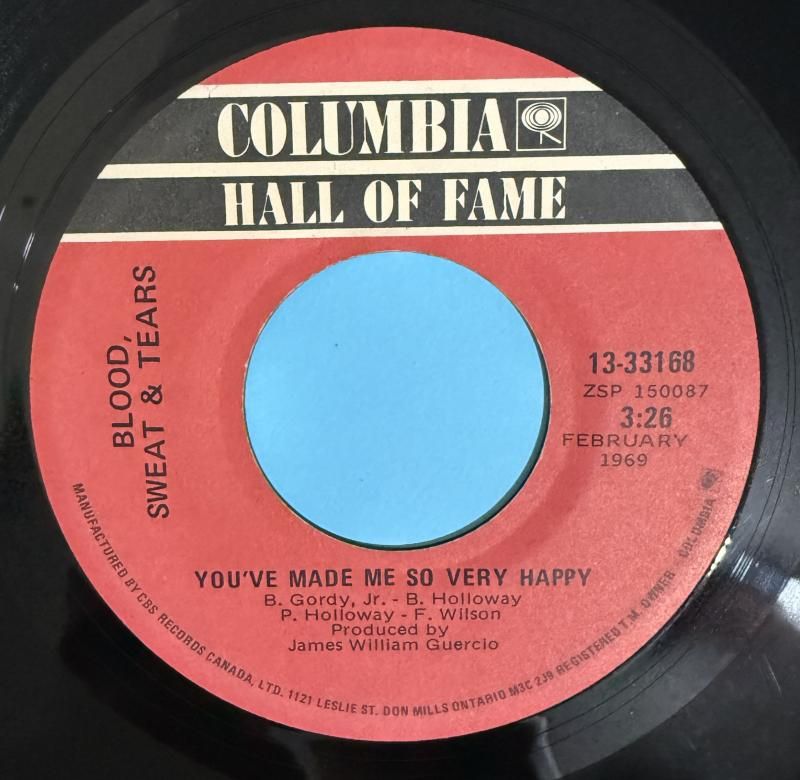 COLUMBIA
HALL OF FAME
BLOOD,
SWEAT & TEARS
13-33168
ZSP 150087
3:26
FEBRUARY
1969
YOU'VE MADE ME SO VERY HAPPY
B. Gordy, Jr. - B. Holloway
P. Holloway - F. Wilson
Produced by
James William Guercio
MANUFACTURED BY CBS RECORDS CANADA, LTD. 1121 LESLIE ST. DON MILLS ONTARIO M3C 2J9 REGISTERED T.M. OWNER - COLUMBIA